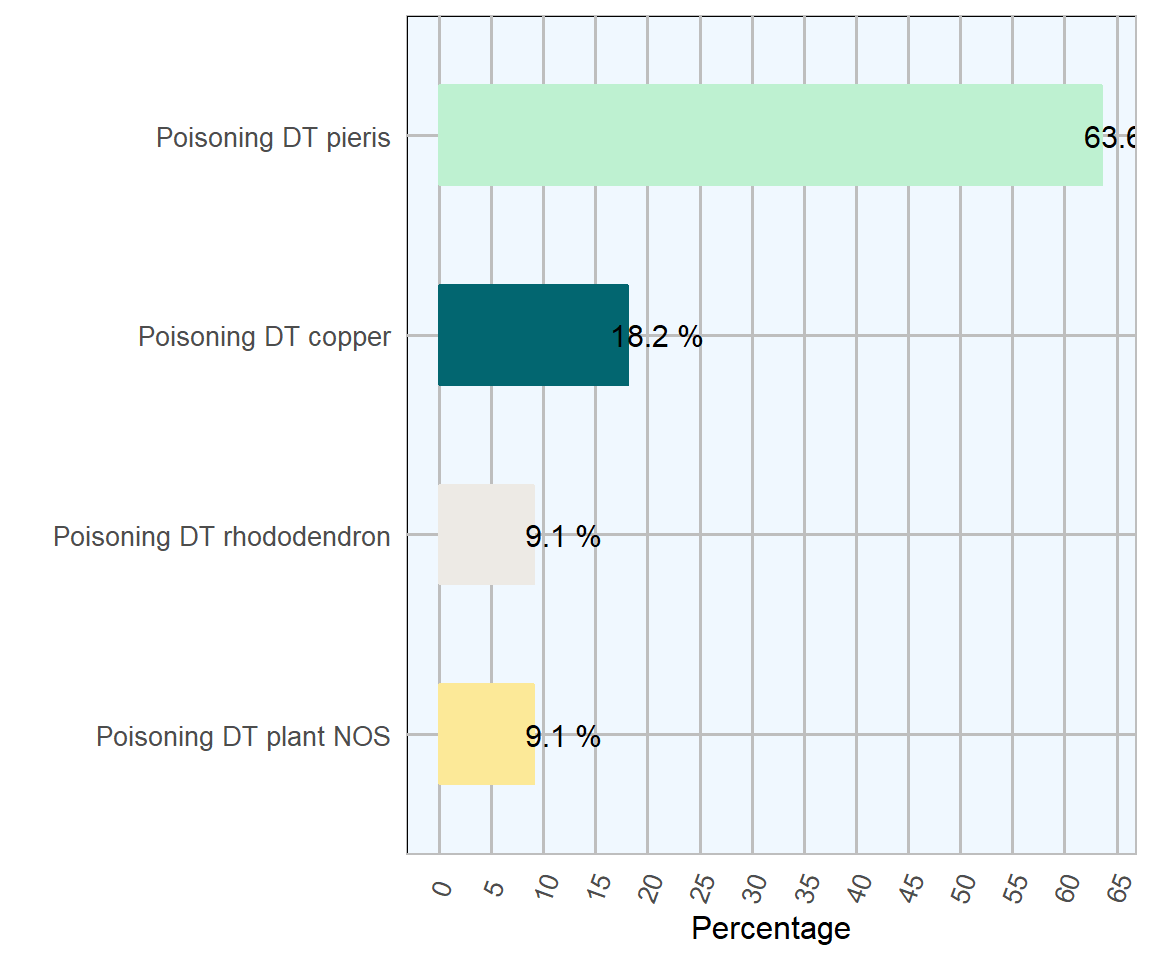 Poisoning DT pieris
63.6
Poisoning DT copper
18.2 %
Poisoning DT rhododendron
9.1 %
Poisoning DT plant NOS
9.1 %
0 5 10 15 20 25 30 35 40 45 50 55 60 65
Percentage